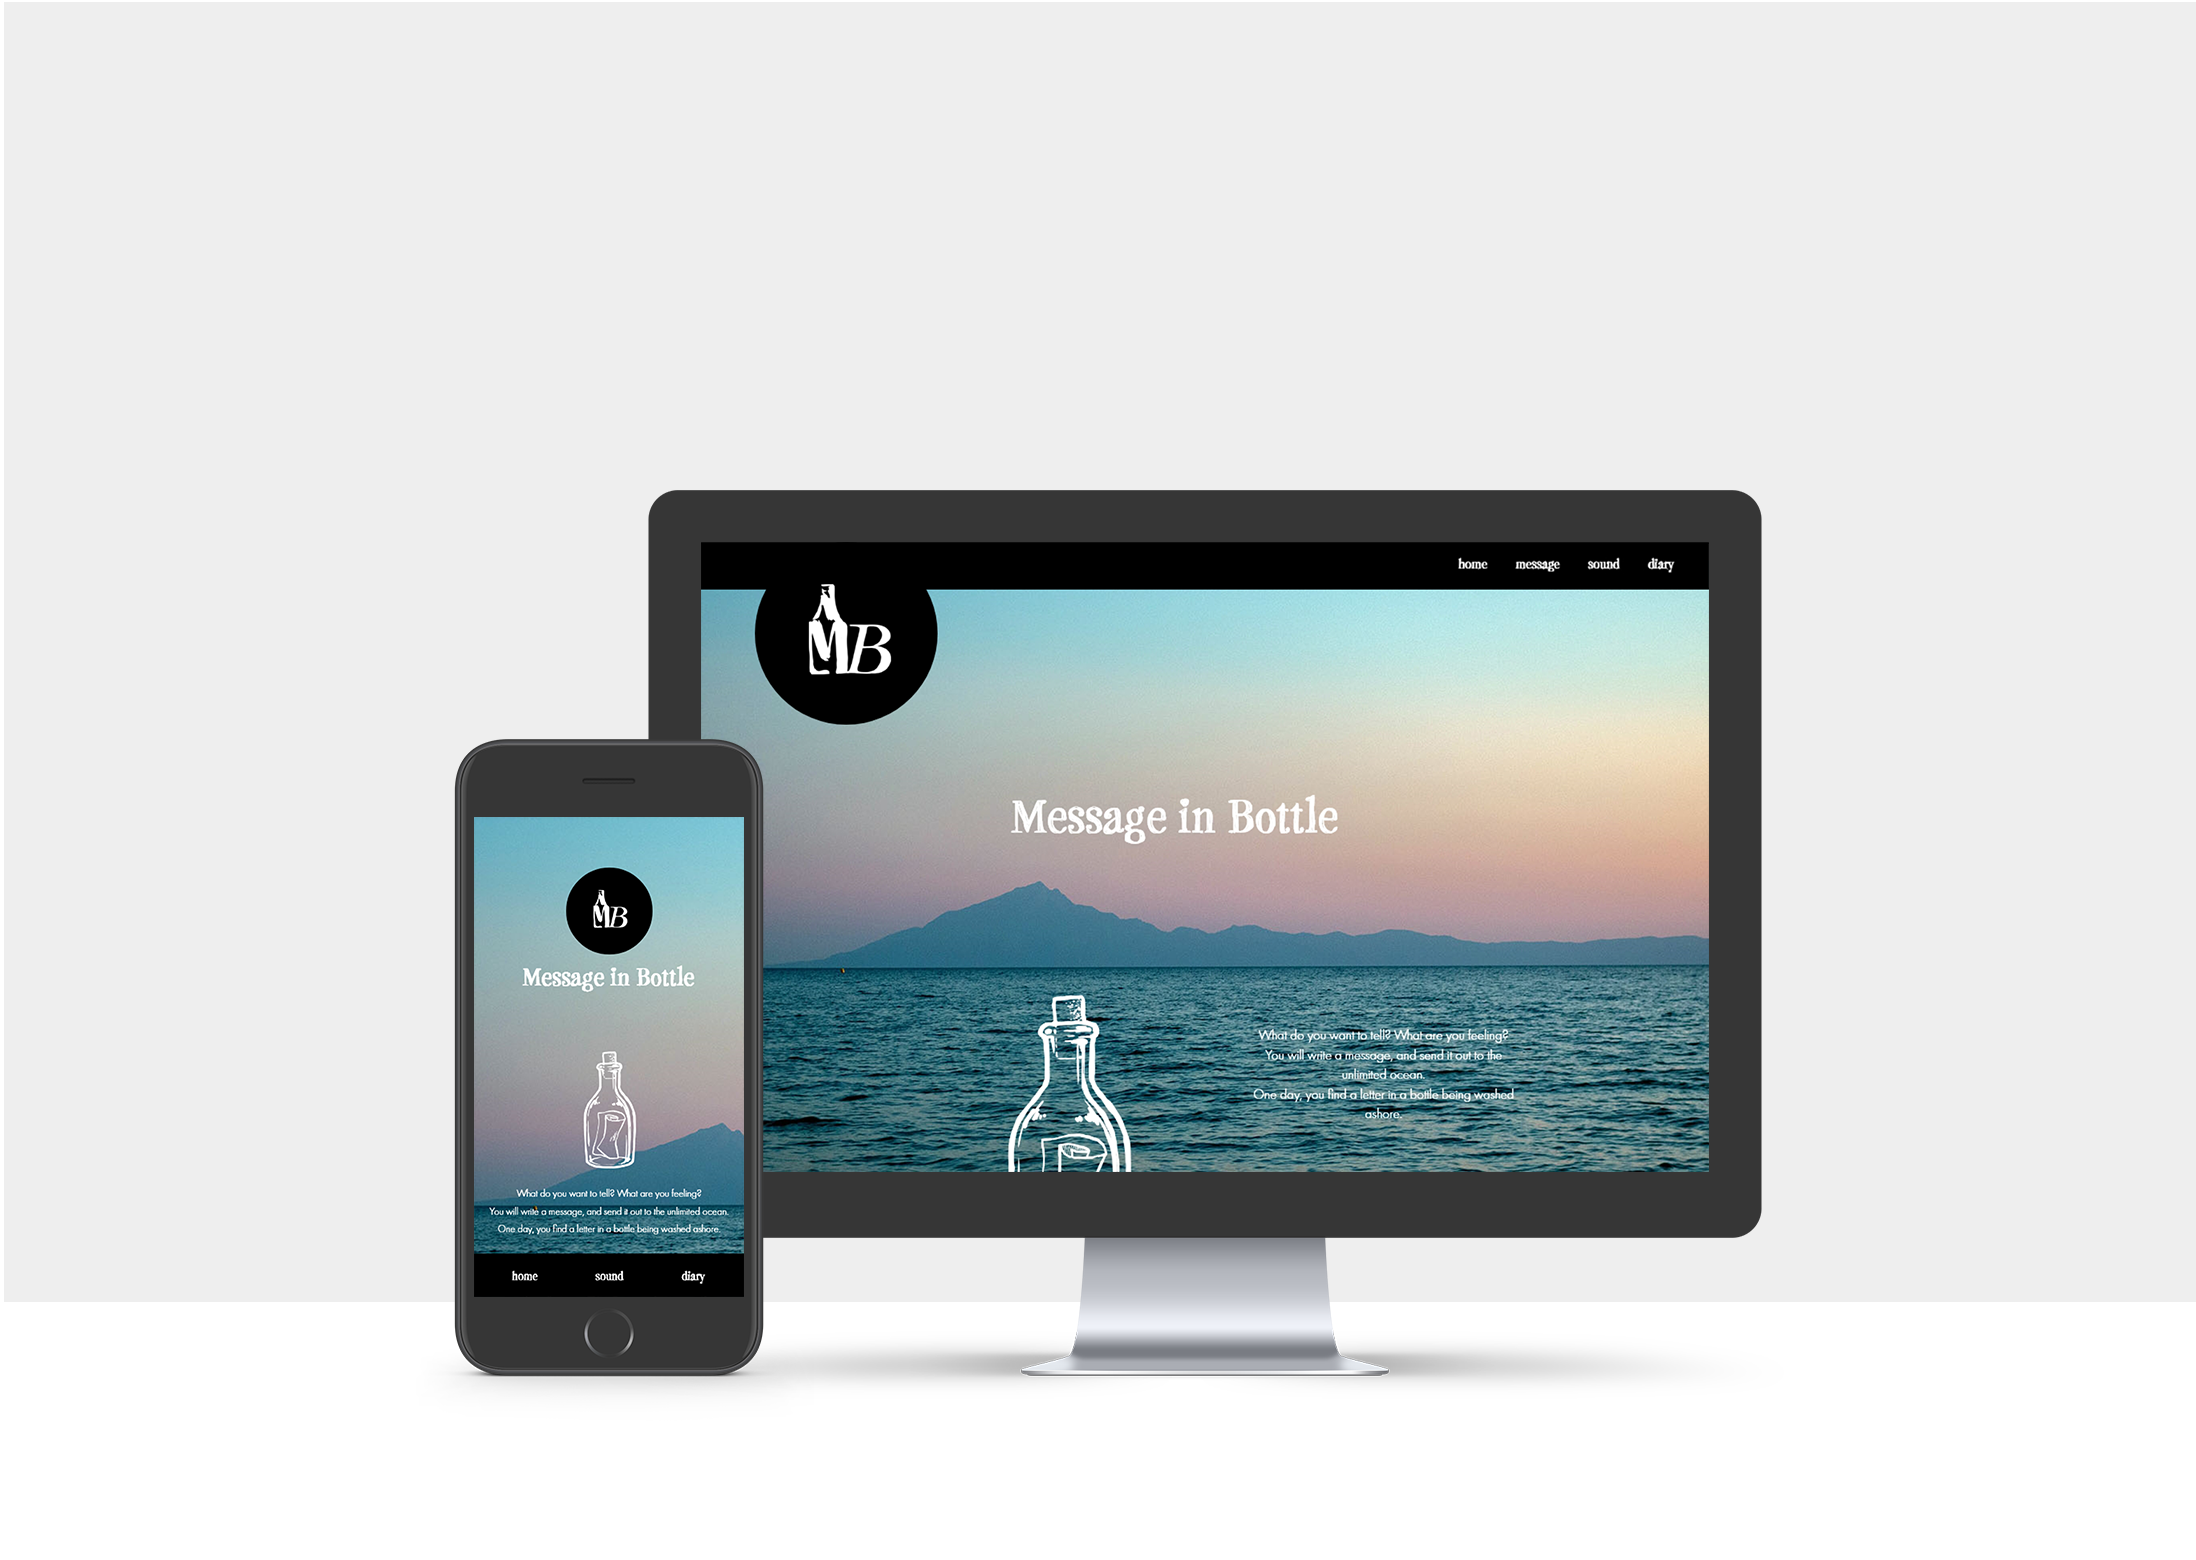 home message sound diary
MB
Message in Bottle
What do you want to tell? What are you feeling?
You will write a message, and send it out to the
unlimited ocean.
One day, you find a letter in a bottle being washed
ashore.
MB
Message in Bottle
What do you want to tell? What are you feeling?
You will write a message, and send it out to the unlimited ocean.
One day, you find a letter in a bottle being washed ashore.
home sound diary